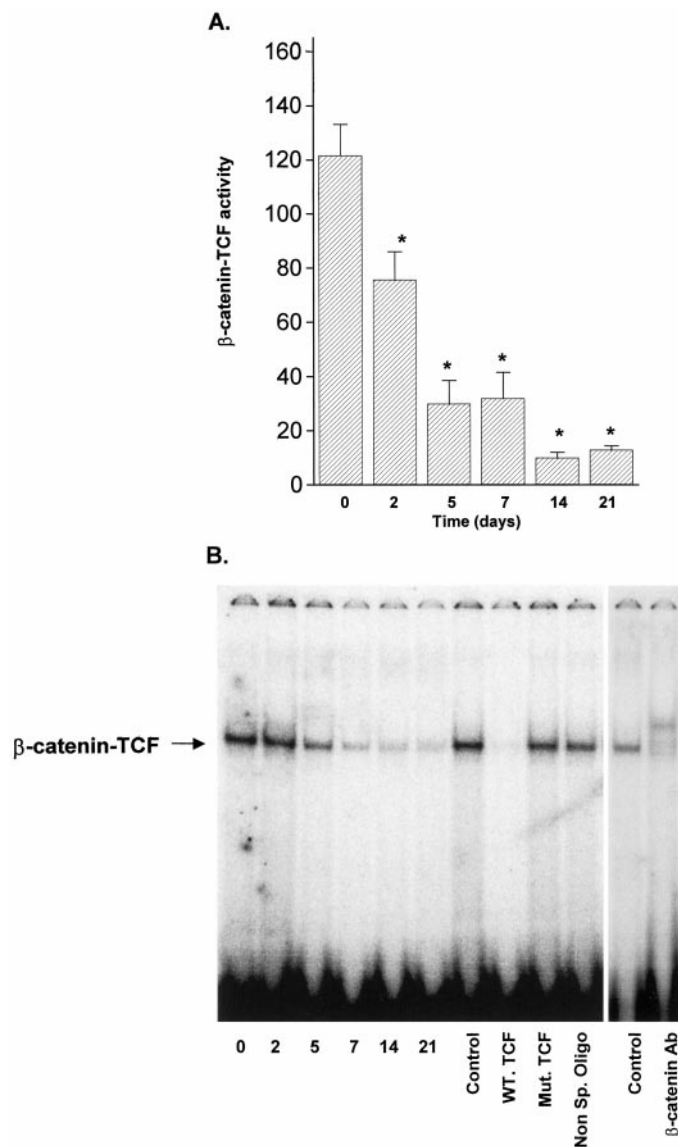 A.
160
140
120
100
80
60
40
20
0
β-catenin-TCF activity
*
*
*
*
*
0 2 5 7 14 21
Time (days)
B.
β-catenin-TCF
0 2 5 7 14 21 Control WT. TCF Mut. TCF Non Sp. Oligo Control β-catenin Ab